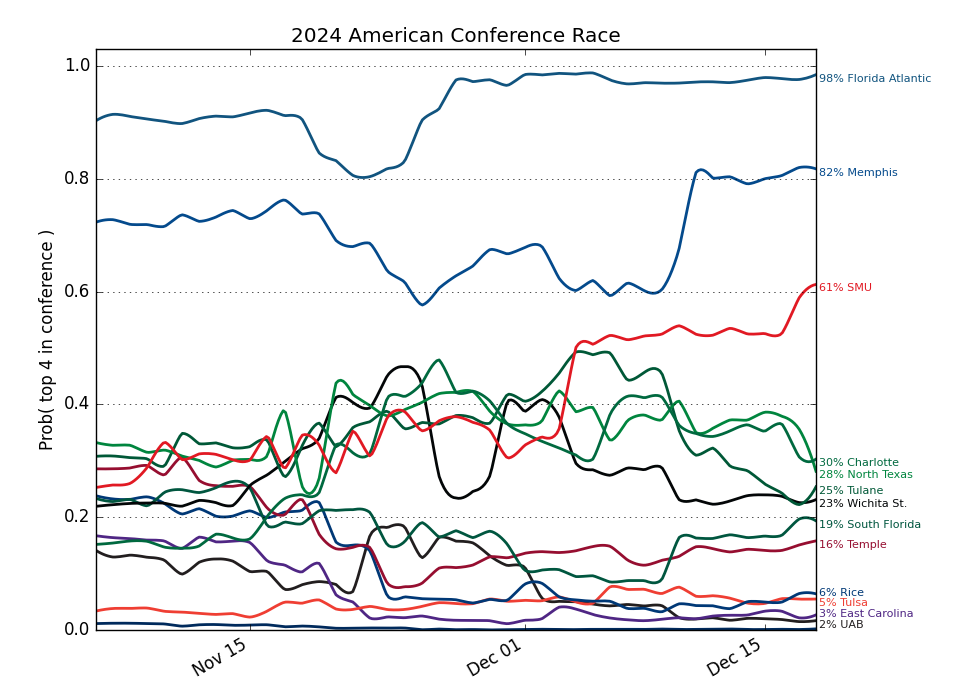 2024 American Conference Race
Prob( top 4 in conference )
1.0
0.8
0.6
0.4
0.2
0.0
Nov 15
Dec 01
Dec 15
98% Florida Atlantic
82% Memphis
61% SMU
30% Charlotte
28% North Texas
25% Tulane
23% Wichita St.
19% South Florida
16% Temple
6% Rice
5% Tulsa
3% East Carolina
2% UAB